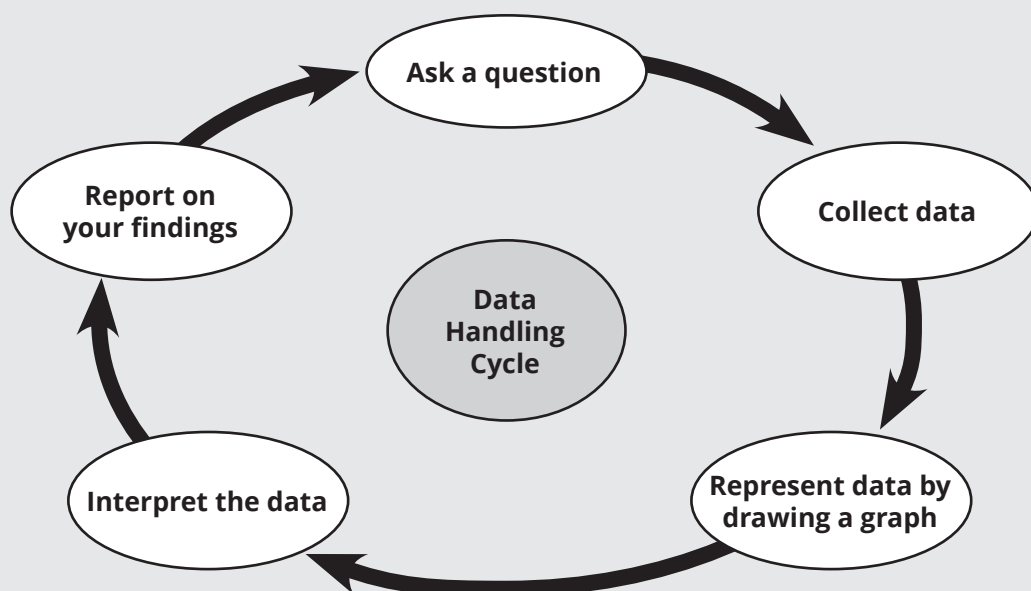 Ask a question
Collect data
Represent data by
drawing a graph
Interpret the data
Report on
your findings
Data
Handling
Cycle